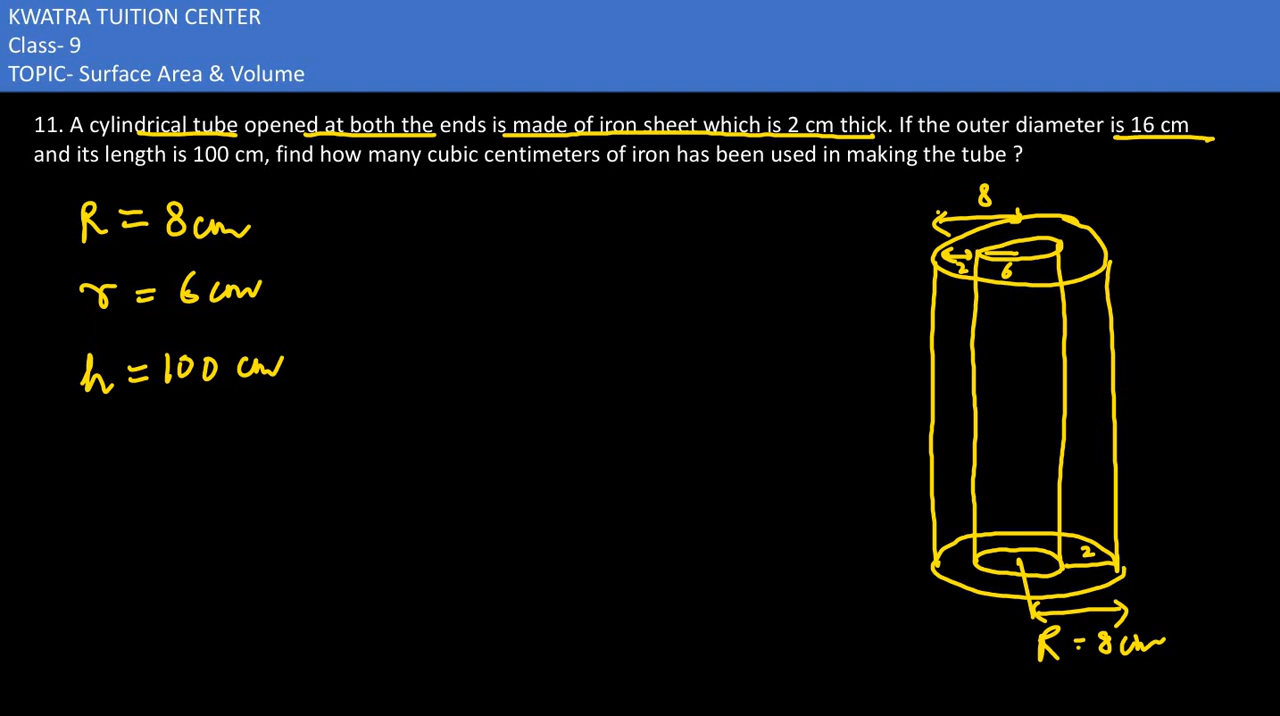 KWATRA TUITION CENTER
Class- 9
TOPIC- Surface Area & Volume
11. A cylindrical tube opened at both the ends is made of iron sheet which is 2 cm thick. If the outer diameter is 16 cm
and its length is 100 cm, find how many cubic centimeters of iron has been used in making the tube ?
R = 8 cm
r = 6 cm
h = 100 cm
8
2 6
2
R = 8 cm